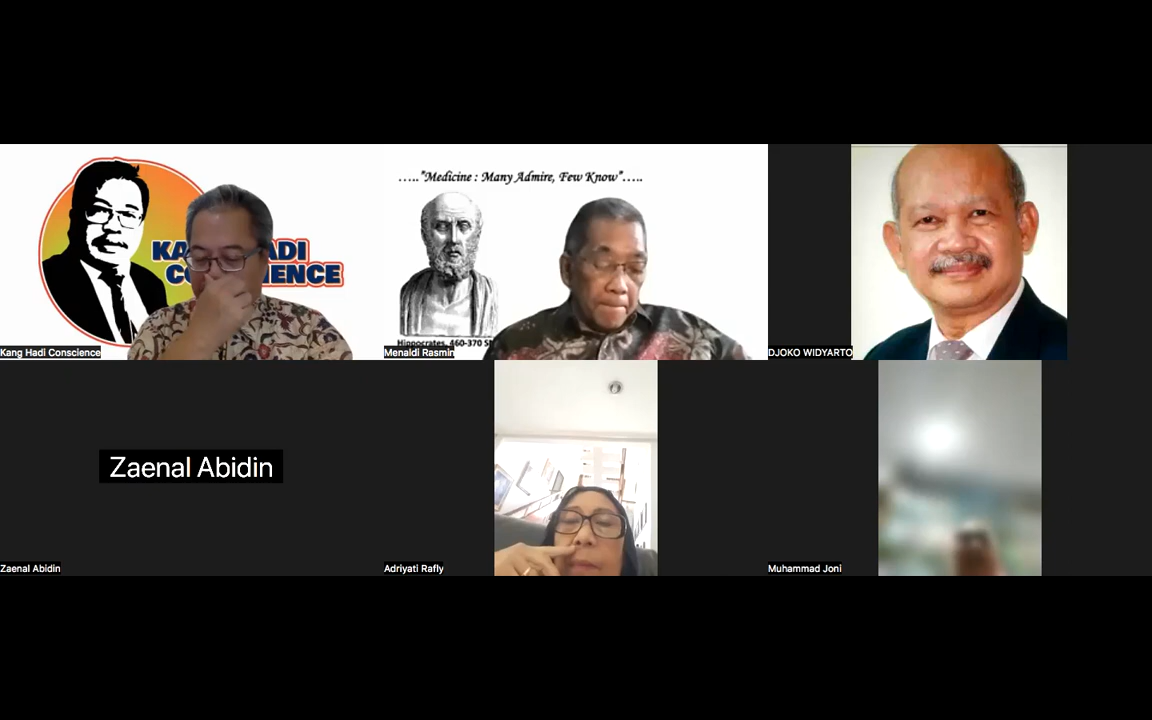 KA ADI
CO IENCE
Kang Hadi Conscience
....."Medicine : Many Admire, Few Know".....
Hippocrates, 460-370 S
Menaldi Rasmin
DJOKO WIDYARTO
Zaenal Abidin
Zaenal Abidin
Adriyati Rafly
Muhammad Joni